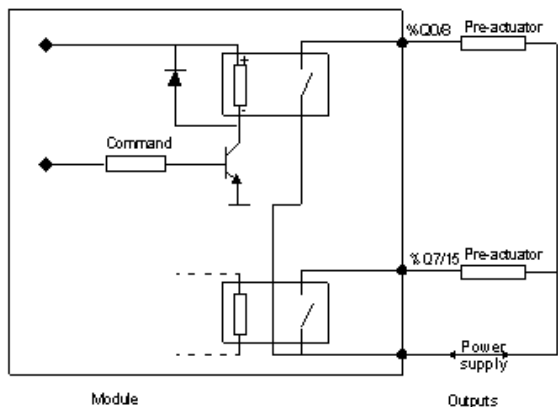 %Q0/8 Pre-actuator
+
-
Command
%Q7/15 Pre-actuator
Power
supply
Module Outputs